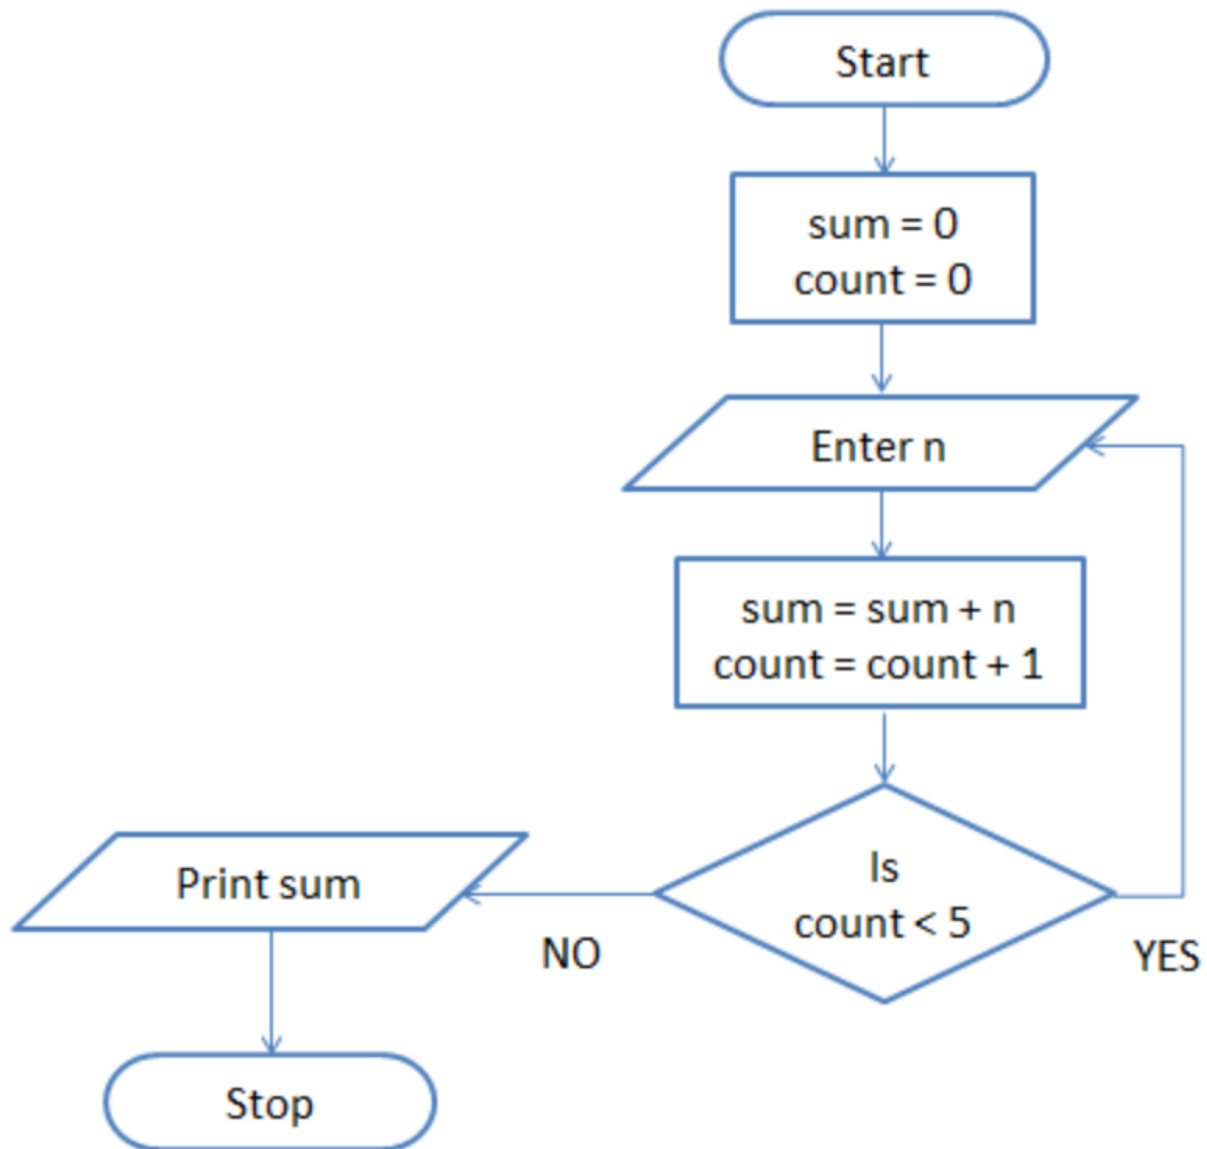 Start
sum = 0
count = 0
Enter n
sum = sum + n
count = count + 1
Is
count < 5
YES
NO
Print sum
Stop